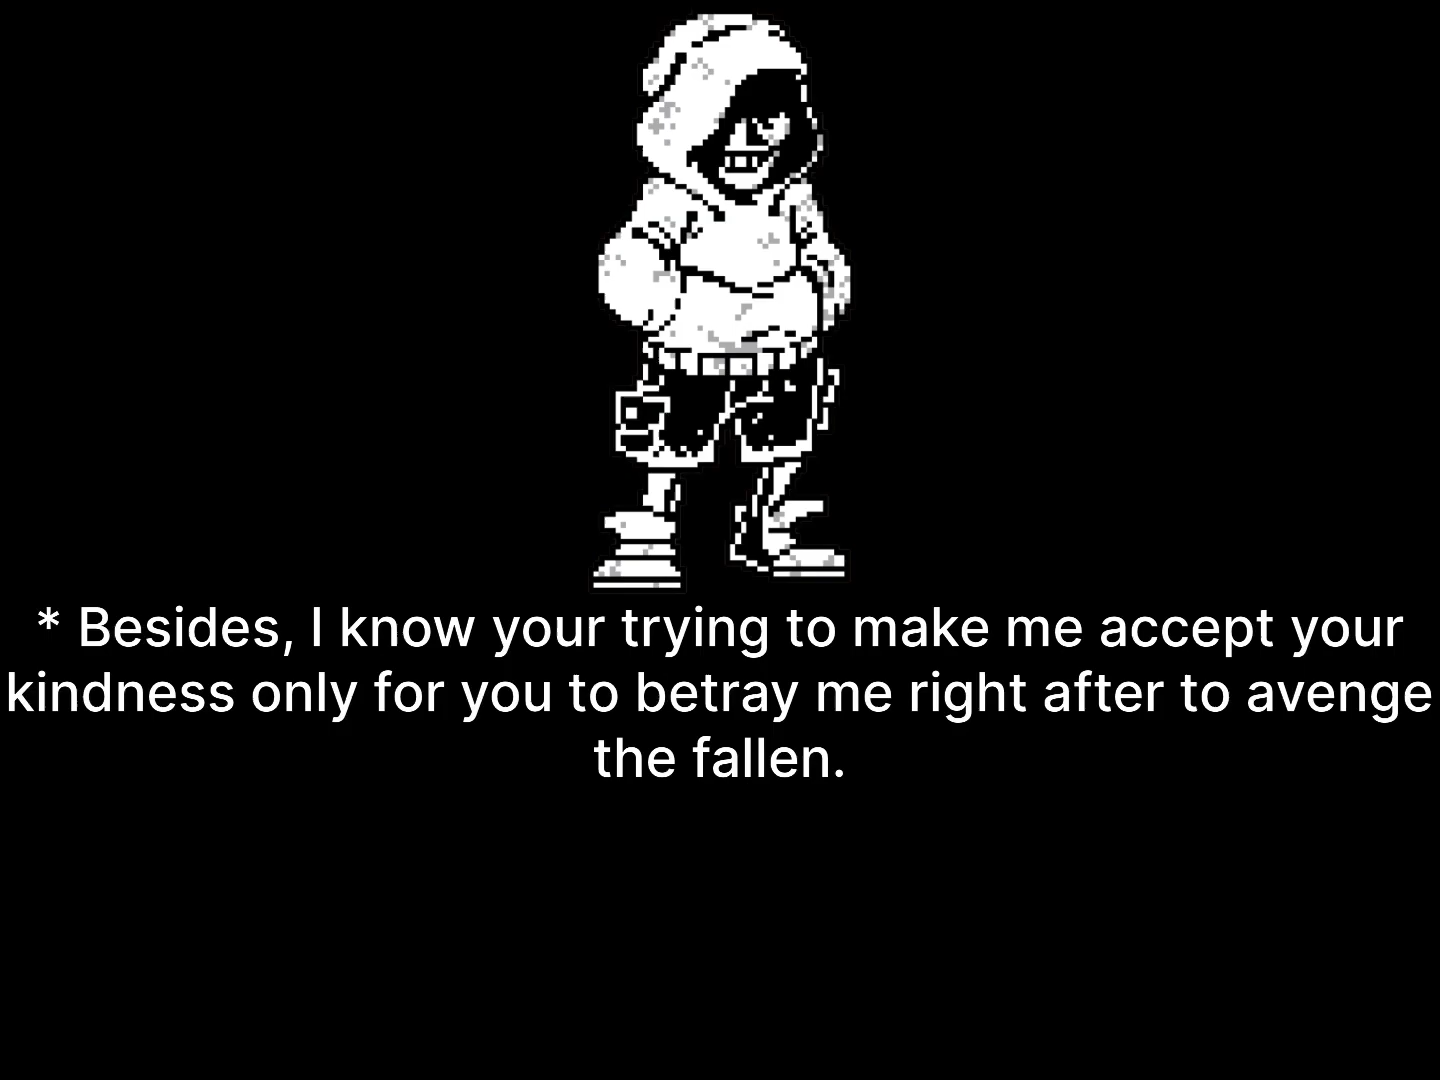 * Besides, I know your trying to make me accept your
kindness only for you to betray me right after to avenge
the fallen.